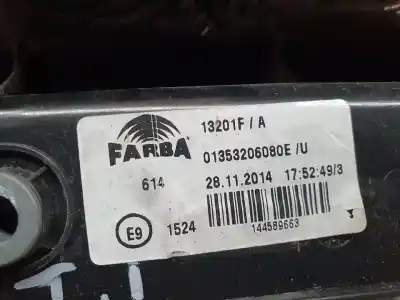 FARBA
13201F / A
01353206080E /U
614
28.11.2014 17:52:49/3
E9
1524
144589663
T.J